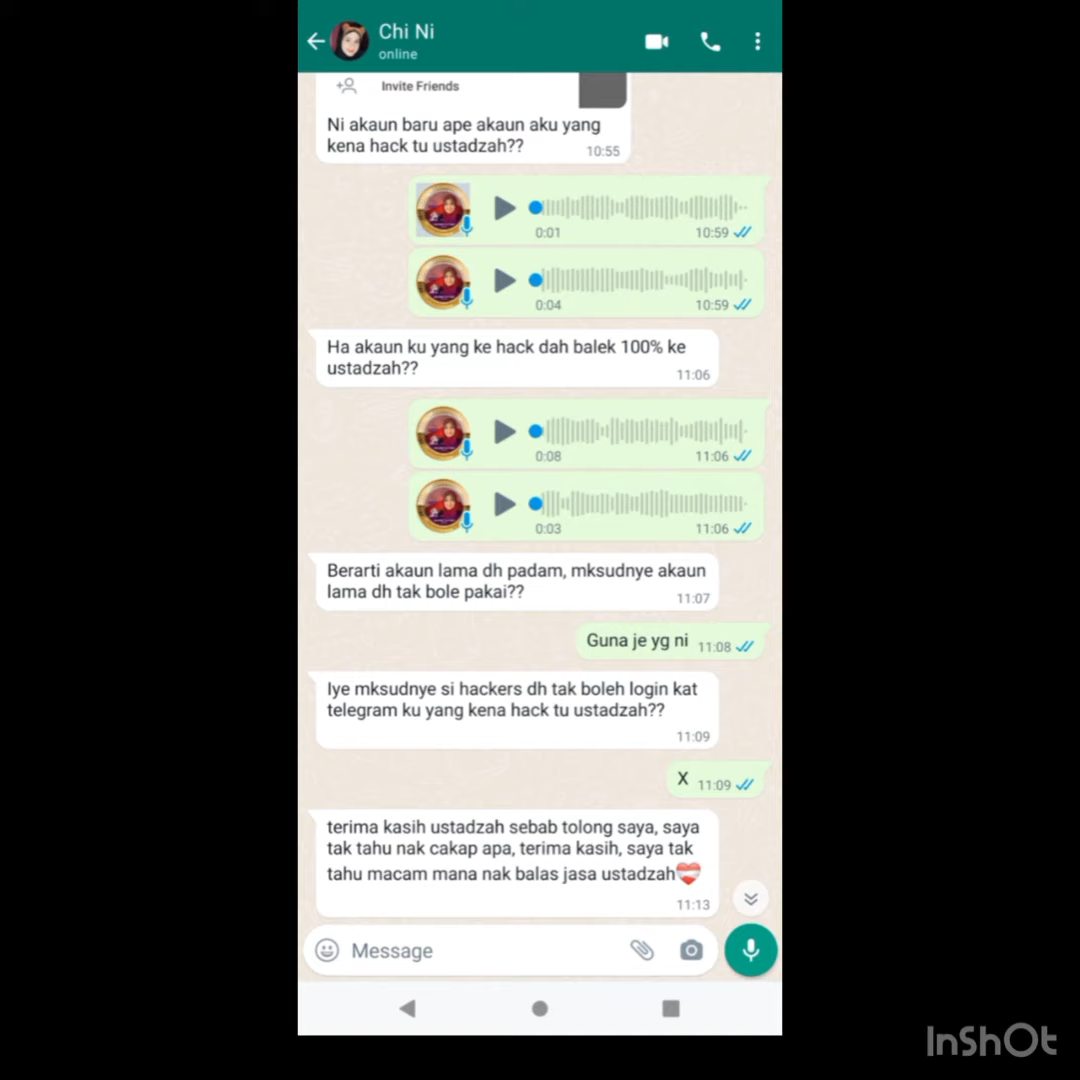 Chi Ni
online
Invite Friends
Ni akaun baru ape akaun aku yang
kena hack tu ustadzah??
10:55
0:01 10:59
0:04 10:59
Ha akaun ku yang ke hack dah balek 100% ke
ustadzah??
11:06
0:08 11:06
0:03 11:06
Berarti akaun lama dh padam, mksudnye akaun
lama dh tak bole pakai??
11:07
Guna je yg ni 11:08
Iye mksudnye si hackers dh tak boleh login kat
telegram ku yang kena hack tu ustadzah??
11:09
X 11:09
terima kasih ustadzah sebab tolong saya, saya
tak tahu nak cakap apa, terima kasih, saya tak
tahu macam mana nak balas jasa ustadzah
11:13
Message
InShOt